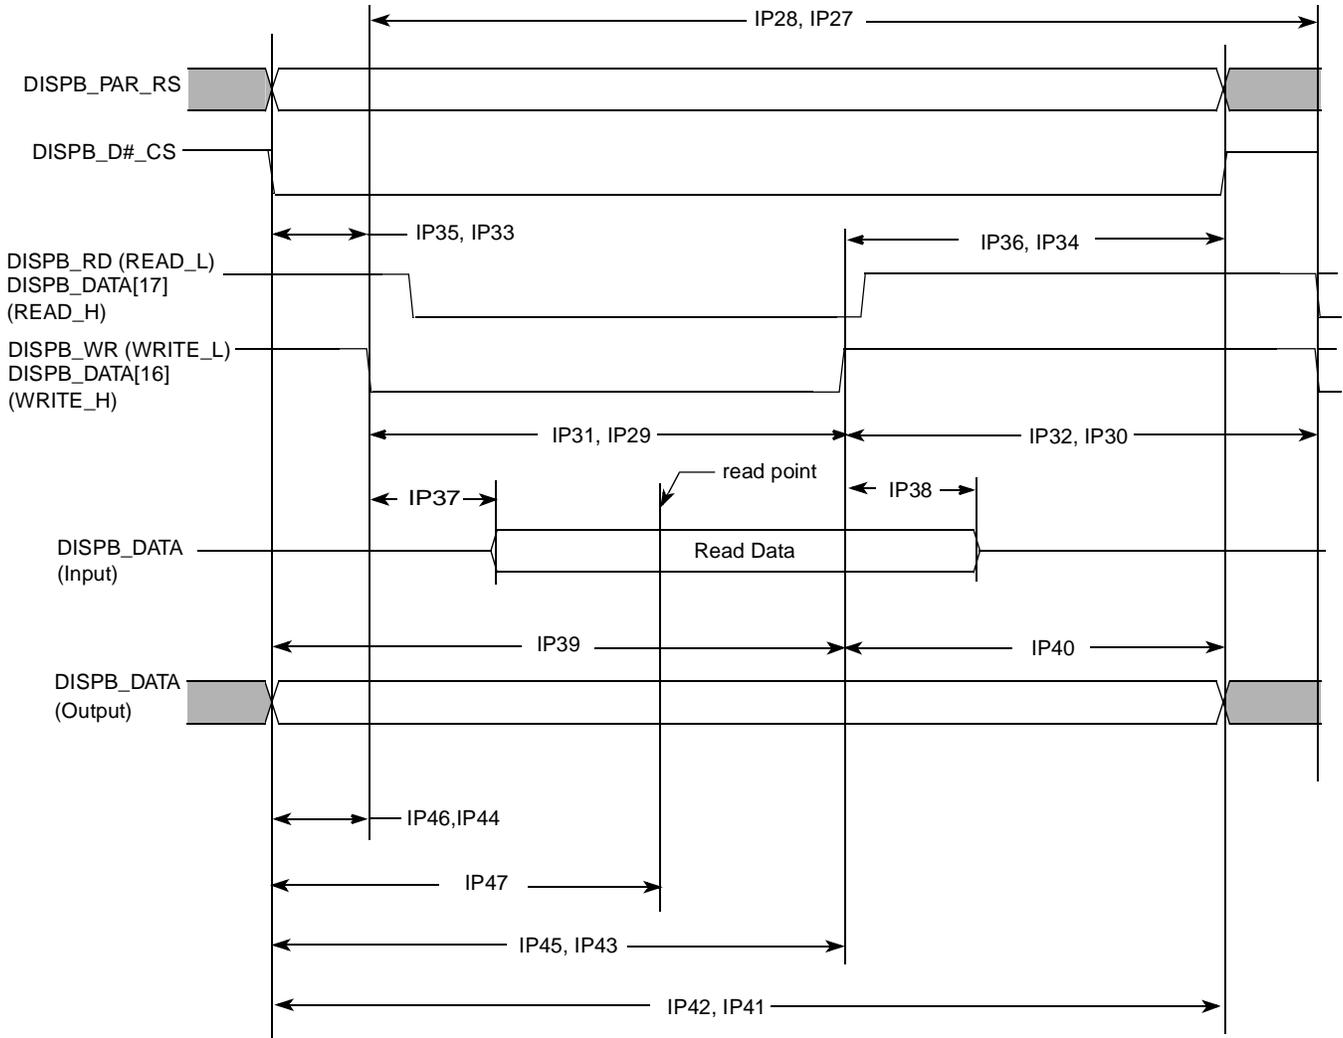 IP28, IP27
DISPB_PAR_RS
DISPB_D#_CS
IP35, IP33
IP36, IP34
DISPB_RD (READ_L)
DISPB_DATA[17]
(READ_H)
DISPB_WR (WRITE_L)
DISPB_DATA[16]
(WRITE_H)
IP31, IP29
IP32, IP30
read point
IP37
IP38
DISPB_DATA
(Input)
Read Data
IP39
IP40
DISPB_DATA
(Output)
IP46,IP44
IP47
IP45, IP43
IP42, IP41